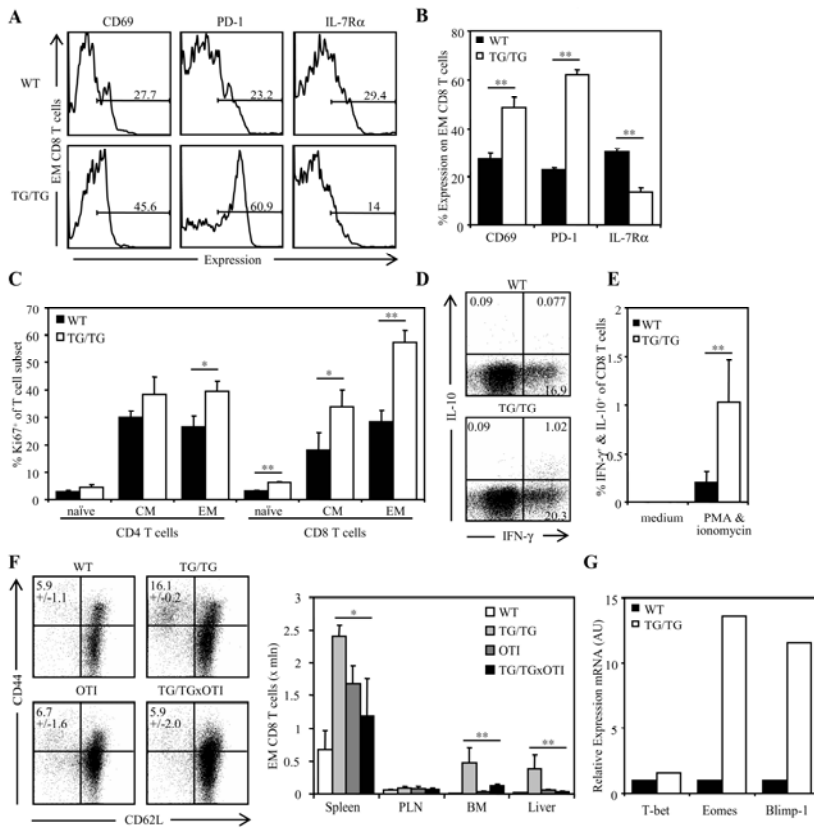 A
CD69 PD-1 IL-7Rα
WT
27.7 23.2 29.4
EM CD8 T cells
TG/TG
45.6 60.9 14
Expression
B
WT
TG/TG
% Expression on EM CD8 T cells
80
60
40
20
0
** ** **
CD69 PD-1 IL-7Rα
C
WT
TG/TG
% Ki67⁺ of T cell subset
70
60
50
40
30
20
10
0
* ** * **
naïve CM EM naïve CM EM
CD4 T cells CD8 T cells
D
WT
0.09 0.077
16.9
TG/TG
0.09 1.02
20.3
IL-10
IFN-γ
E
WT
TG/TG
% IFN-γ⁺ & IL-10⁺ of CD8 T cells
2
1.5
1
0.5
0
**
medium PMA &
ionomycin
F
WT TG/TG
5.9 16.1
+/-1.1 +/-0.2
OTI TG/TGxOTI
6.7 5.9
+/-1.6 +/-2.0
CD44
CD62L
WT
TG/TG
OTI
TG/TGxOTI
EM CD8 T cells (x mln)
3
2.5
2
1.5
1
0.5
0
* ** **
Spleen PLN BM Liver
G
WT
TG/TG
Relative Expression mRNA (AU)
15
10
5
0
T-bet Eomes Blimp-1